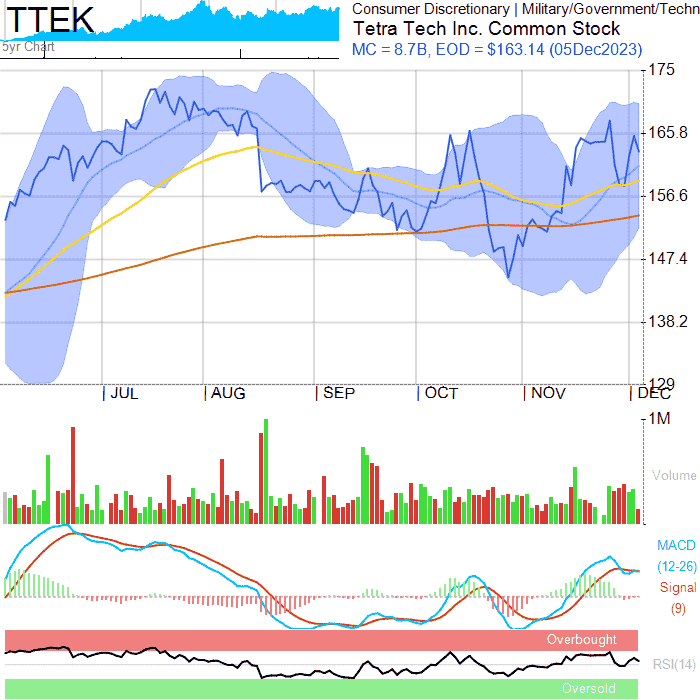 TTEK
5yr Chart
Consumer Discretionary | Military/Government/Techn
Tetra Tech Inc. Common Stock
MC = 8.7B, EOD = $163.14 (05Dec2023)
175
165.8
156.6
147.4
138.2
129
JUL
AUG
SEP
OCT
NOV
DEC
1M
Volume
MACD
(12-26)
Signal
(9)
Overbought
RSI(14)
Oversold